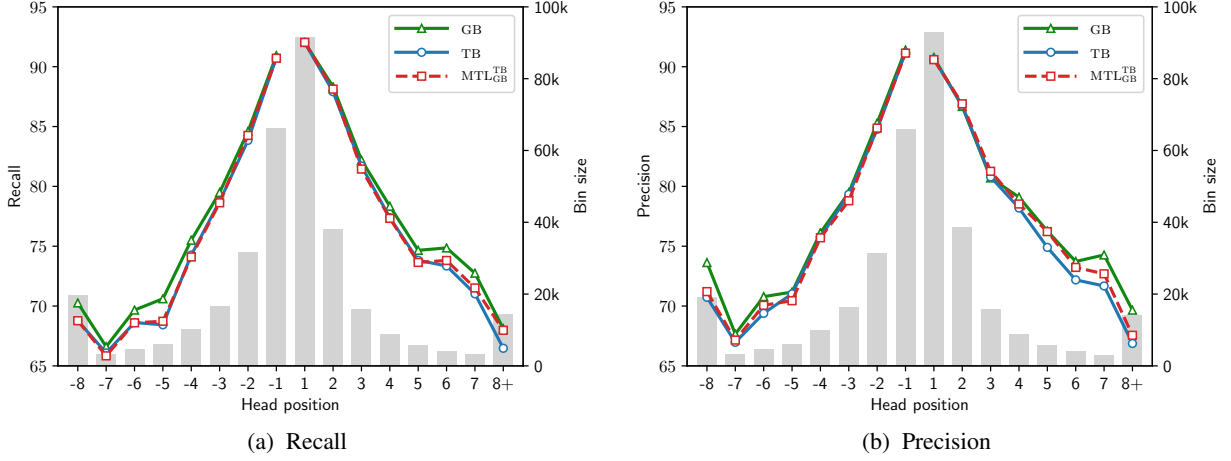 95
90
85
80
75
70
65
Recall
100k
80k
60k
40k
20k
0
Bin size
GB
TB
MTL^TB_GB
-8 -7 -6 -5 -4 -3 -2 -1 1 2 3 4 5 6 7 8+
Head position
(a) Recall
95
90
85
80
75
70
65
Precision
100k
80k
60k
40k
20k
0
Bin size
GB
TB
MTL^TB_GB
-8 -7 -6 -5 -4 -3 -2 -1 1 2 3 4 5 6 7 8+
Head position
(b) Precision